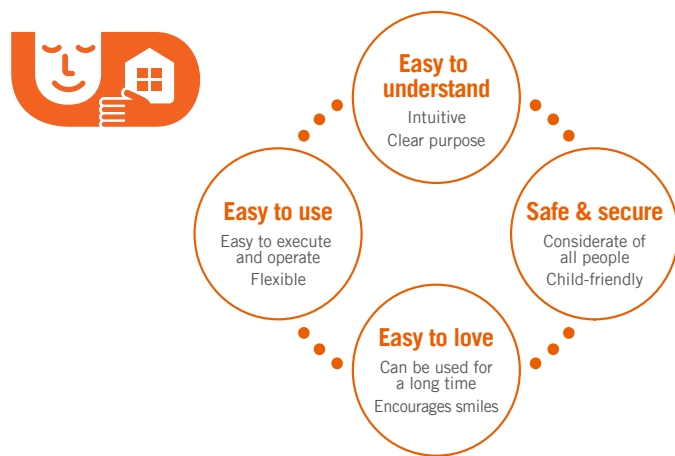 Easy to
understand
Intuitive
Clear purpose
Easy to use
Easy to execute
and operate
Flexible
Safe & secure
Considerate of
all people
Child-friendly
Easy to love
Can be used for
a long time
Encourages smiles